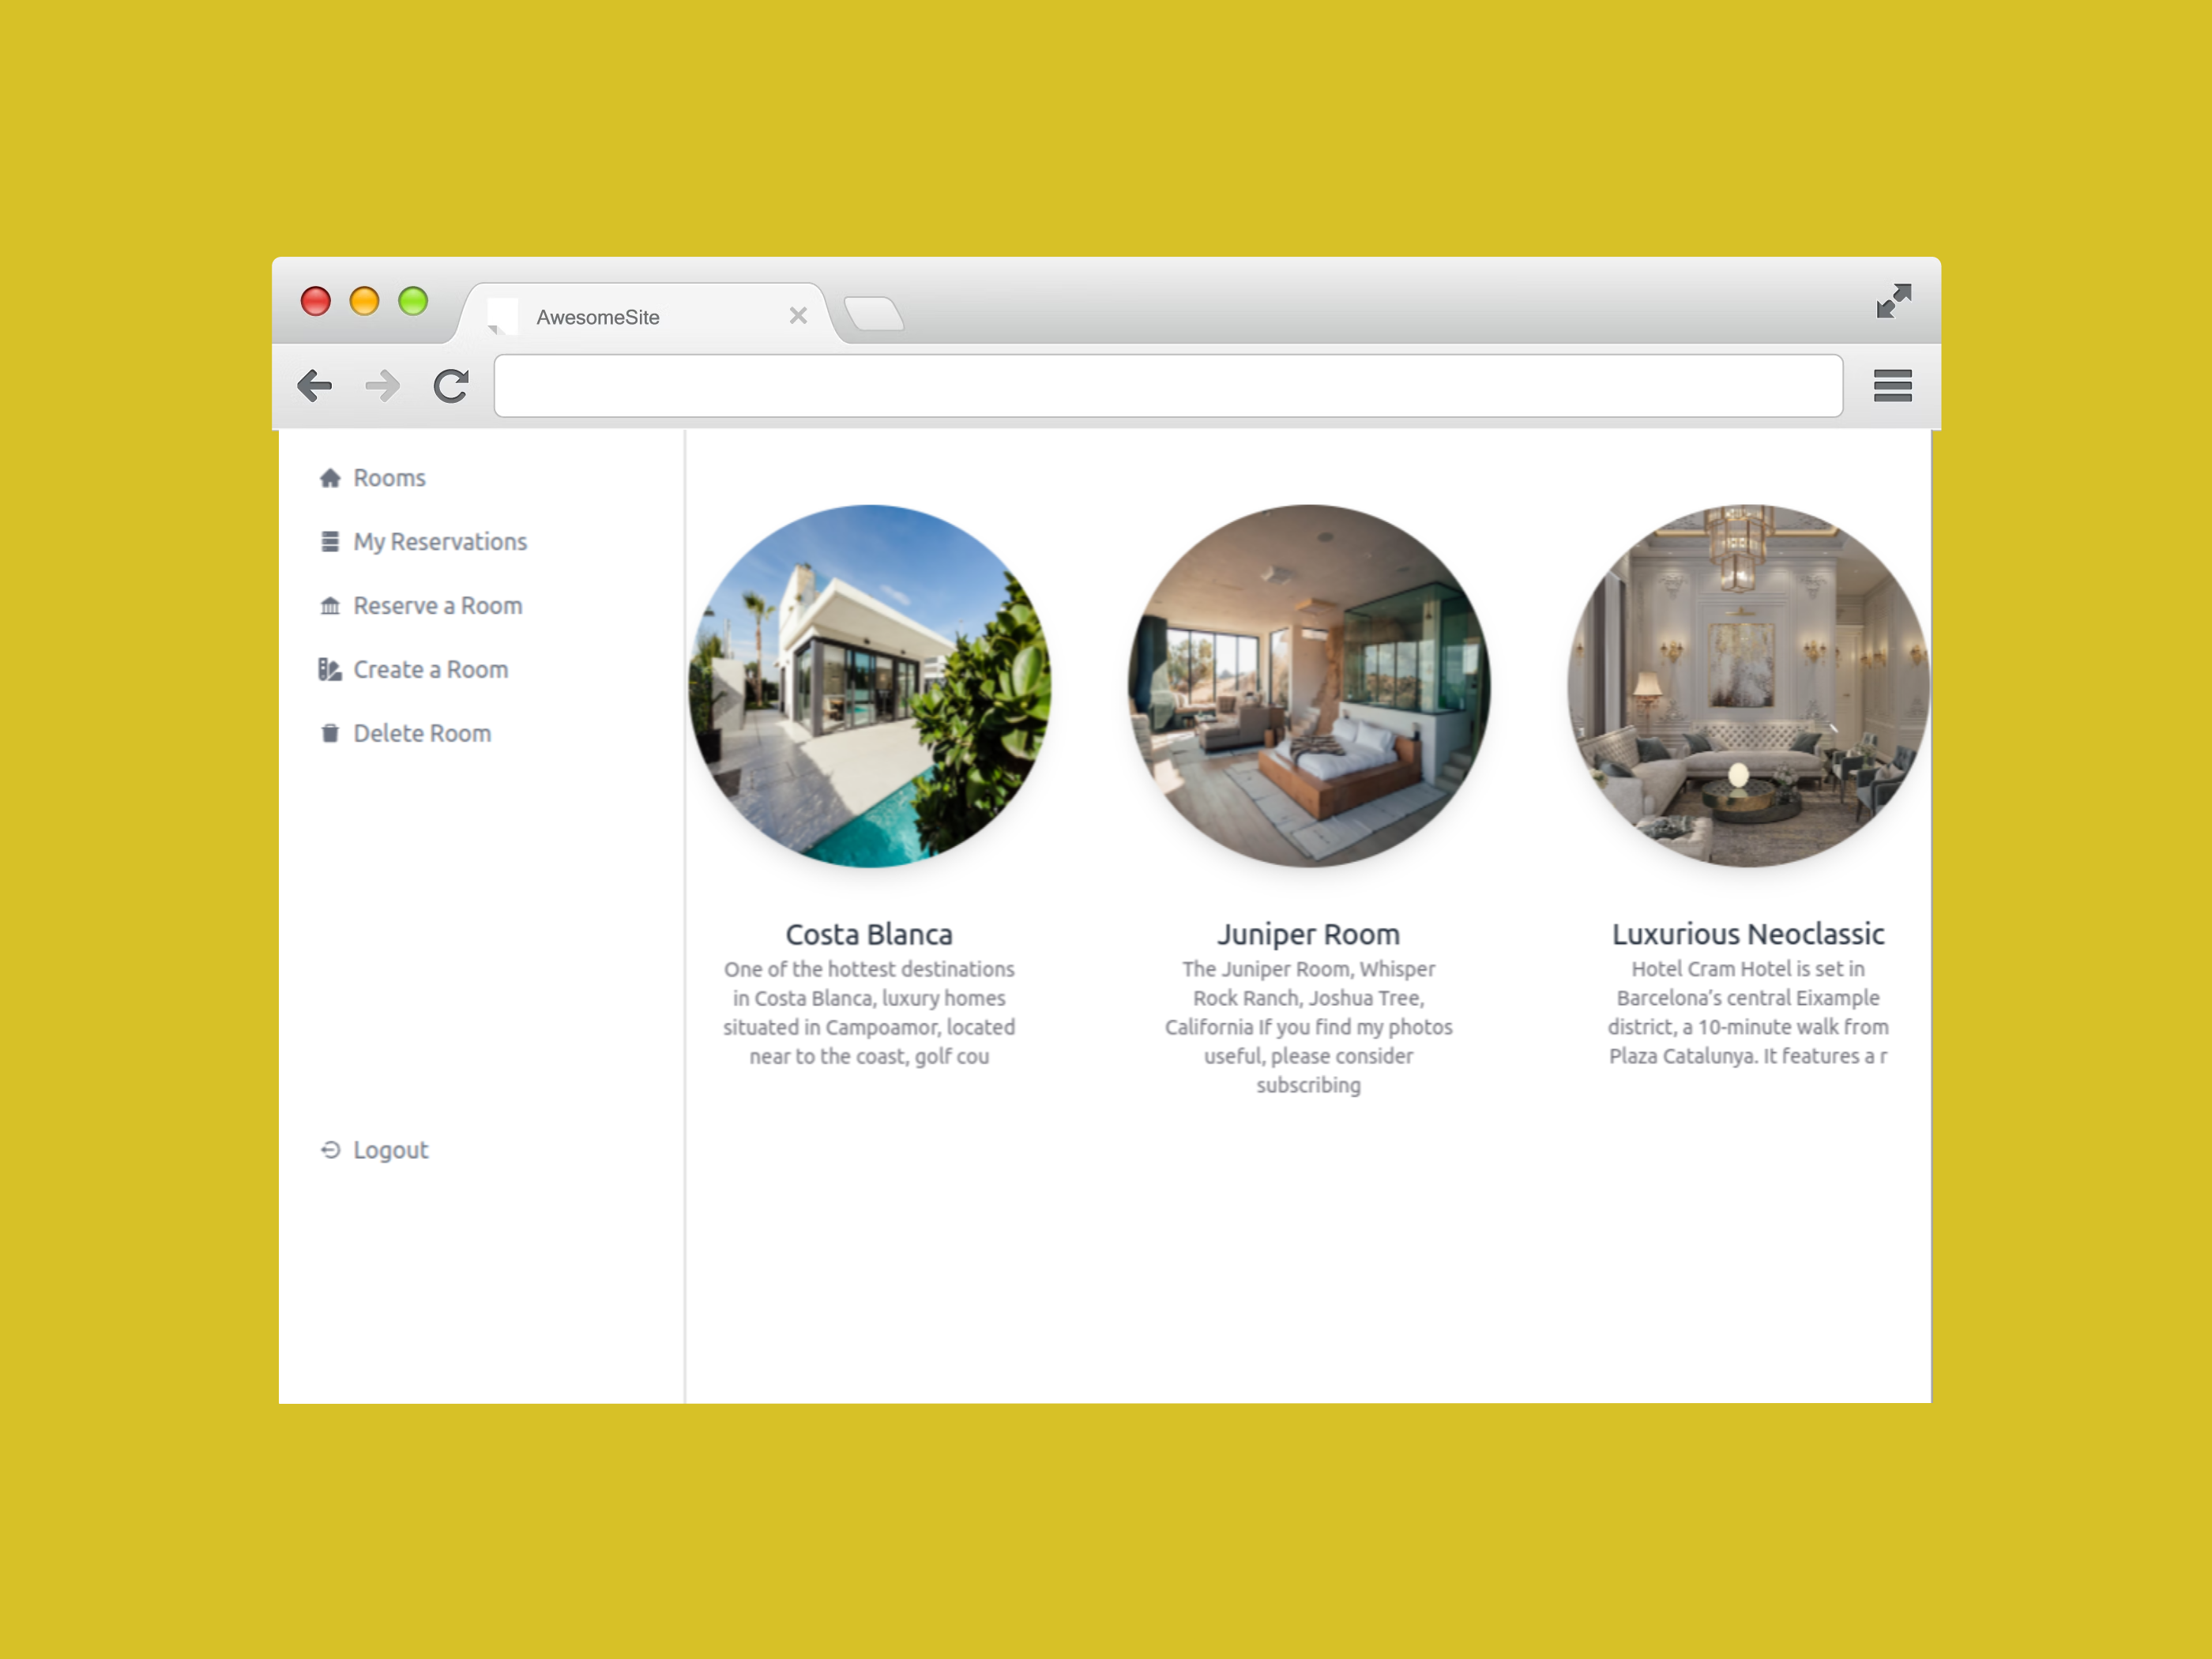 AwesomeSite
Rooms
My Reservations
Reserve a Room
Create a Room
Delete Room
Logout
Costa Blanca
One of the hottest destinations
in Costa Blanca, luxury homes
situated in Campoamor, located
near to the coast, golf cou
Juniper Room
The Juniper Room, Whisper
Rock Ranch, Joshua Tree,
California If you find my photos
useful, please consider
subscribing
Luxurious Neoclassic
Hotel Cram Hotel is set in
Barcelona’s central Eixample
district, a 10-minute walk from
Plaza Catalunya. It features a r